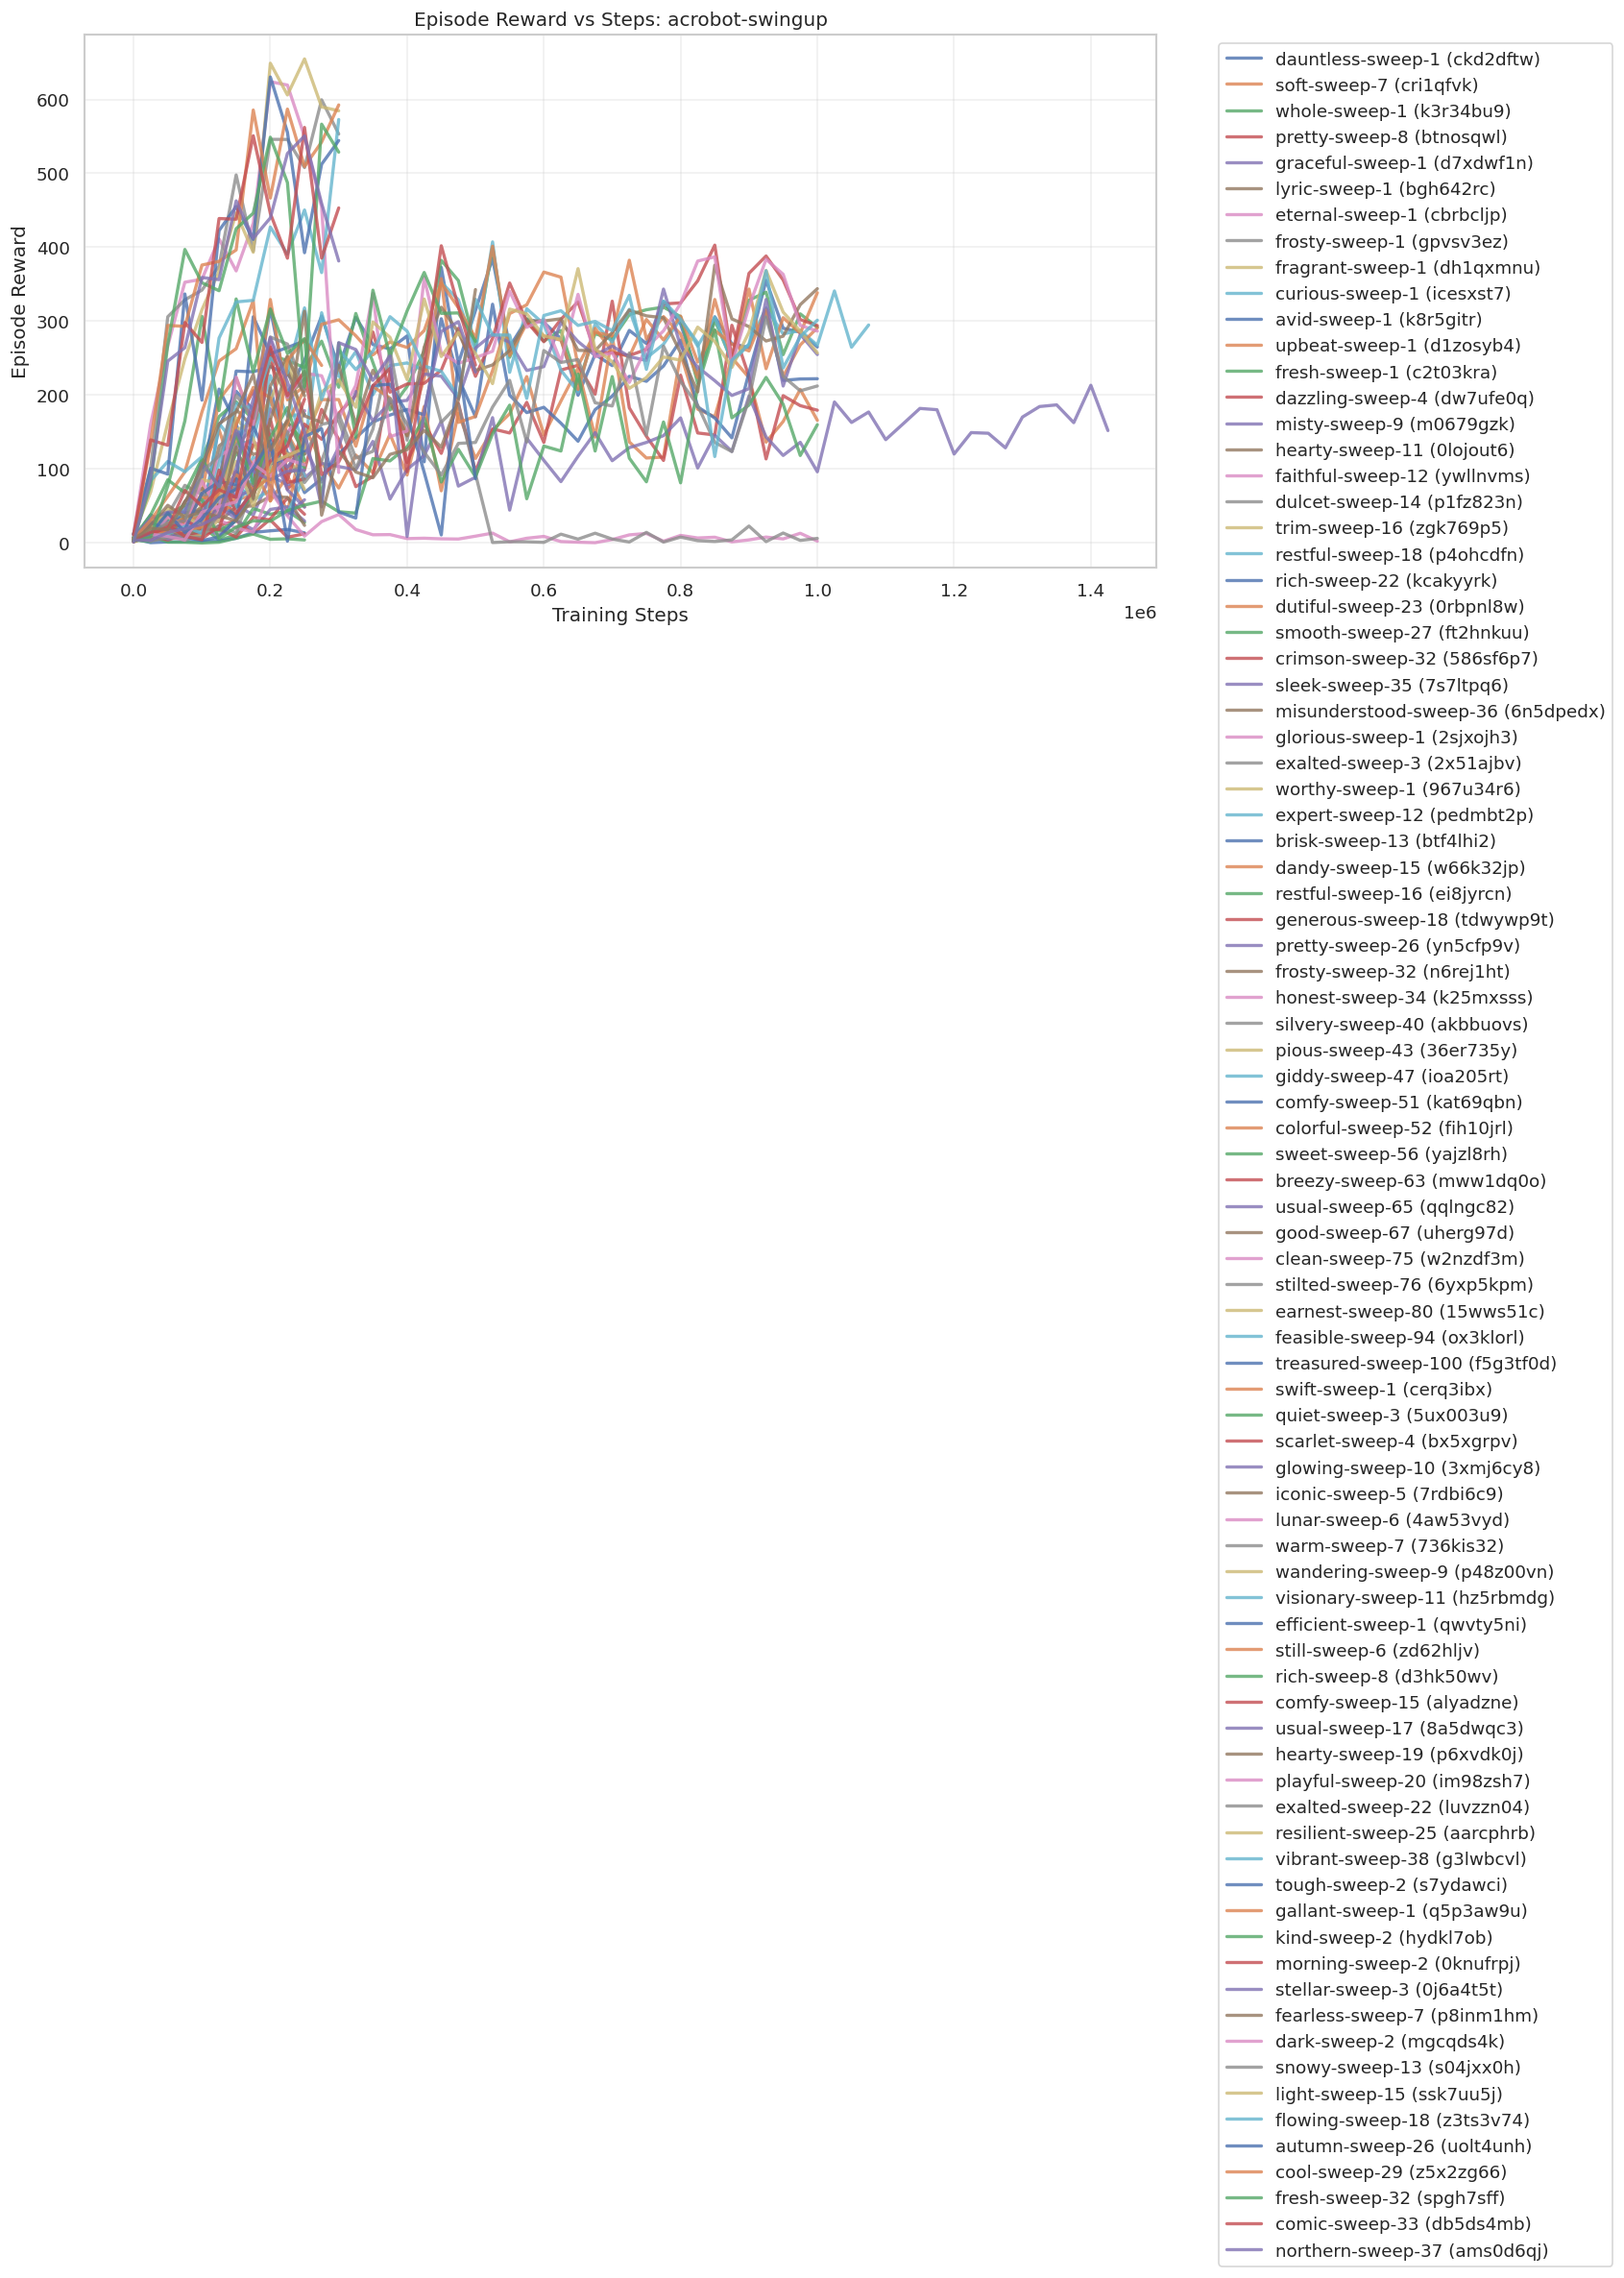 Episode Reward vs Steps: acrobot-swingup
Episode Reward
600
500
400
300
200
100
0
0.0
0.2
0.4
0.6
0.8
1.0
1.2
1.4
1e6
Training Steps
dauntless-sweep-1 (ckd2dftw)
soft-sweep-7 (cri1qfvk)
whole-sweep-1 (k3r34bu9)
pretty-sweep-8 (btnosqwl)
graceful-sweep-1 (d7xdwf1n)
lyric-sweep-1 (bgh642rc)
eternal-sweep-1 (cbrbcljp)
frosty-sweep-1 (gpvsv3ez)
fragrant-sweep-1 (dh1qxmnu)
curious-sweep-1 (icesxst7)
avid-sweep-1 (k8r5gitr)
upbeat-sweep-1 (d1zosyb4)
fresh-sweep-1 (c2t03kra)
dazzling-sweep-4 (dw7ufe0q)
misty-sweep-9 (m0679gzk)
hearty-sweep-11 (0lojout6)
faithful-sweep-12 (ywllnvms)
dulcet-sweep-14 (p1fz823n)
trim-sweep-16 (zgk769p5)
restful-sweep-18 (p4ohcdfn)
rich-sweep-22 (kcakyyrk)
dutiful-sweep-23 (0rbpnl8w)
smooth-sweep-27 (ft2hnkuu)
crimson-sweep-32 (586sf6p7)
sleek-sweep-35 (7s7ltpq6)
misunderstood-sweep-36 (6n5dpedx)
glorious-sweep-1 (2sjxojh3)
exalted-sweep-3 (2x51ajbv)
worthy-sweep-1 (967u34r6)
expert-sweep-12 (pedmbt2p)
brisk-sweep-13 (btf4lhi2)
dandy-sweep-15 (w66k32jp)
restful-sweep-16 (ei8jyrcn)
generous-sweep-18 (tdwywp9t)
pretty-sweep-26 (yn5cfp9v)
frosty-sweep-32 (n6rej1ht)
honest-sweep-34 (k25mxsss)
silvery-sweep-40 (akbbuovs)
pious-sweep-43 (36er735y)
giddy-sweep-47 (ioa205rt)
comfy-sweep-51 (kat69qbn)
colorful-sweep-52 (fih10jrl)
sweet-sweep-56 (yajzl8rh)
breezy-sweep-63 (mww1dq0o)
usual-sweep-65 (qqlngc82)
good-sweep-67 (uherg97d)
clean-sweep-75 (w2nzdf3m)
stilted-sweep-76 (6yxp5kpm)
earnest-sweep-80 (15wws51c)
feasible-sweep-94 (ox3klorl)
treasured-sweep-100 (f5g3tf0d)
swift-sweep-1 (cerq3ibx)
quiet-sweep-3 (5ux003u9)
scarlet-sweep-4 (bx5xgrpv)
glowing-sweep-10 (3xmj6cy8)
iconic-sweep-5 (7rdbi6c9)
lunar-sweep-6 (4aw53vyd)
warm-sweep-7 (736kis32)
wandering-sweep-9 (p48z00vn)
visionary-sweep-11 (hz5rbmdg)
efficient-sweep-1 (qwvty5ni)
still-sweep-6 (zd62hljv)
rich-sweep-8 (d3hk50wv)
comfy-sweep-15 (alyadzne)
usual-sweep-17 (8a5dwqc3)
hearty-sweep-19 (p6xvdk0j)
playful-sweep-20 (im98zsh7)
exalted-sweep-22 (luvzzn04)
resilient-sweep-25 (aarcphrb)
vibrant-sweep-38 (g3lwbcvl)
tough-sweep-2 (s7ydawci)
gallant-sweep-1 (q5p3aw9u)
kind-sweep-2 (hydkl7ob)
morning-sweep-2 (0knufrpj)
stellar-sweep-3 (0j6a4t5t)
fearless-sweep-7 (p8inm1hm)
dark-sweep-2 (mgcqds4k)
snowy-sweep-13 (s04jxx0h)
light-sweep-15 (ssk7uu5j)
flowing-sweep-18 (z3ts3v74)
autumn-sweep-26 (uolt4unh)
cool-sweep-29 (z5x2zg66)
fresh-sweep-32 (spgh7sff)
comic-sweep-33 (db5ds4mb)
northern-sweep-37 (ams0d6qj)